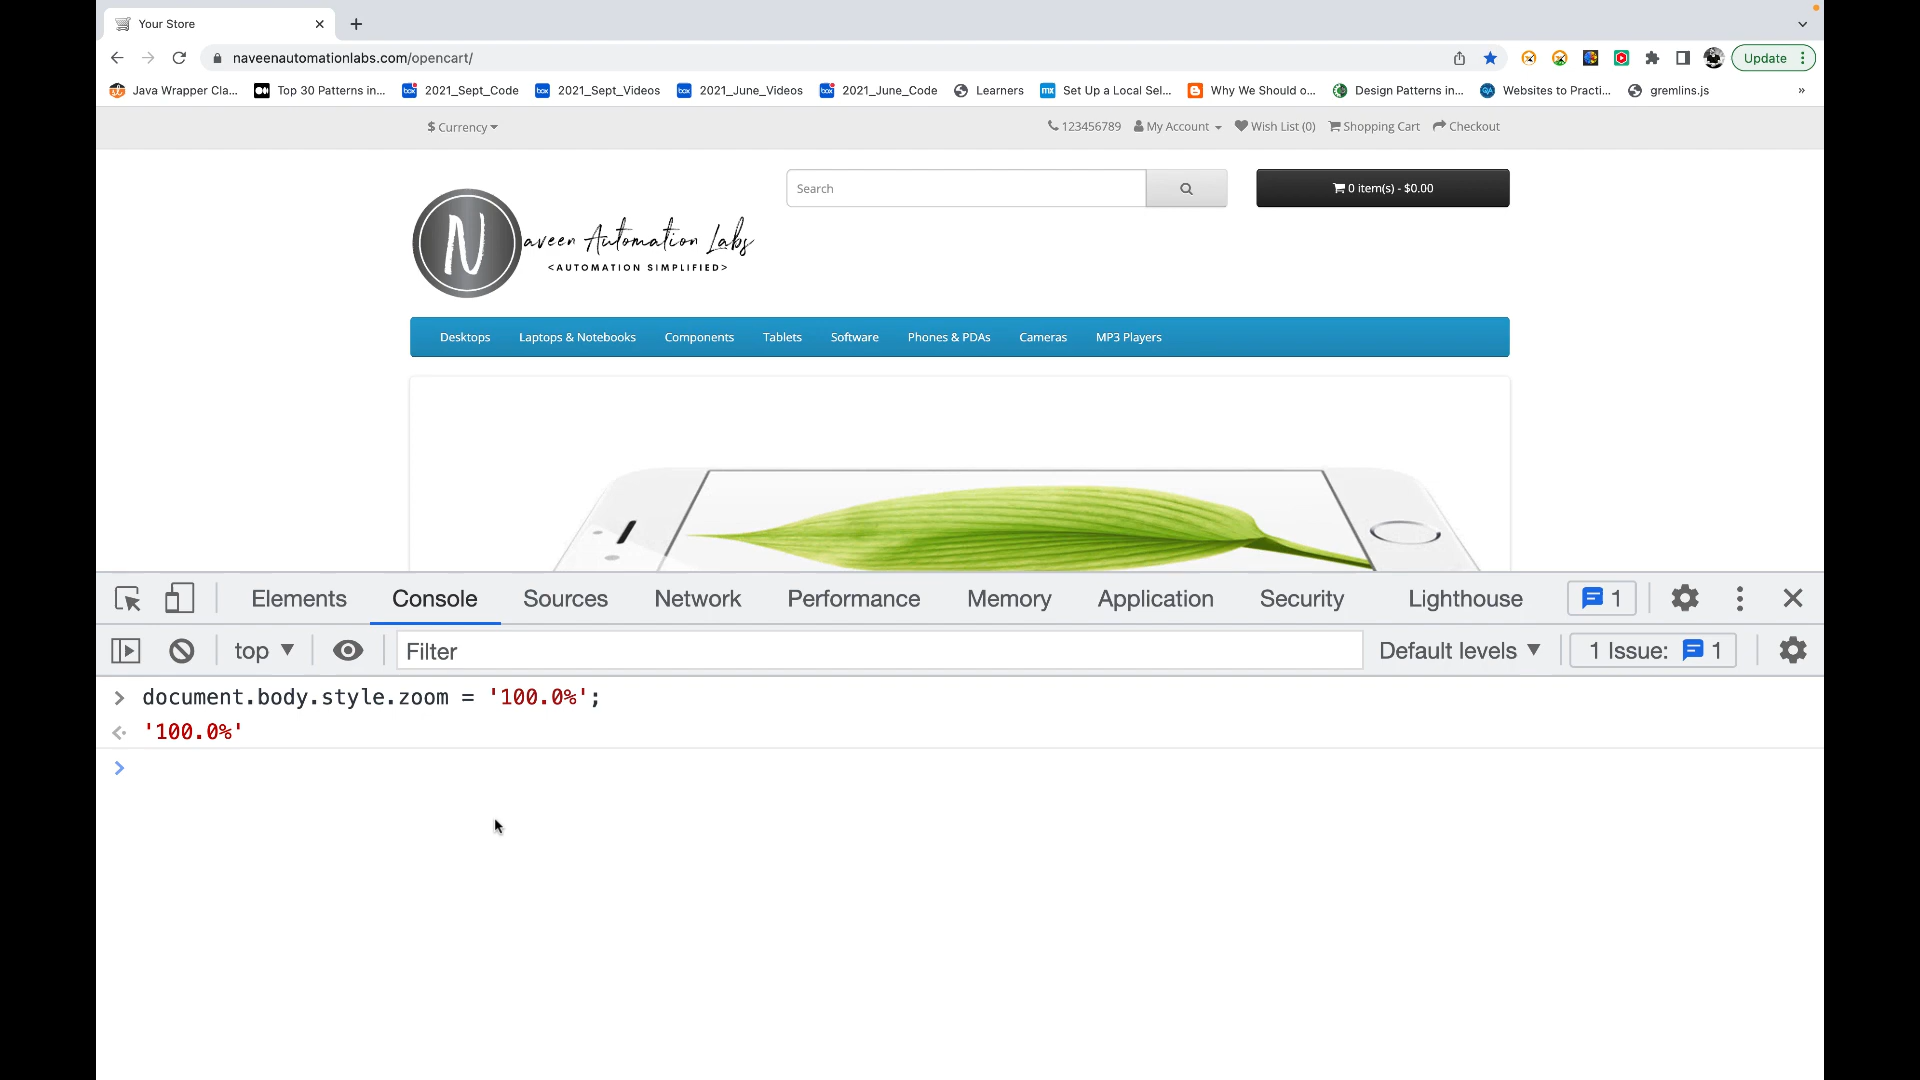 Your Store
naveenautomationlabs.com/opencart/
Update
Java Wrapper Cla... Top 30 Patterns in... 2021_Sept_Code 2021_Sept_Videos 2021_June_Videos 2021_June_Code Learners Set Up a Local Sel... Why We Should o... Design Patterns in... Websites to Practi... gremlins.js »
$ Currency 123456789 My Account Wish List (0) Shopping Cart Checkout
Search 0 item(s) - $0.00
N aveen Automation Labs
<AUTOMATION SIMPLIFIED>
Desktops Laptops & Notebooks Components Tablets Software Phones & PDAs Cameras MP3 Players
Elements Console Sources Network Performance Memory Application Security Lighthouse 1
top Filter Default levels 1 Issue: 1
document.body.style.zoom = '100.0%';
'100.0%'